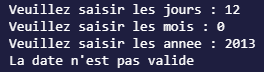 Veuillez saisir les jours : 12
Veuillez saisir les mois : 0
Veuillez saisir les annee : 2013
La date n'est pas valide